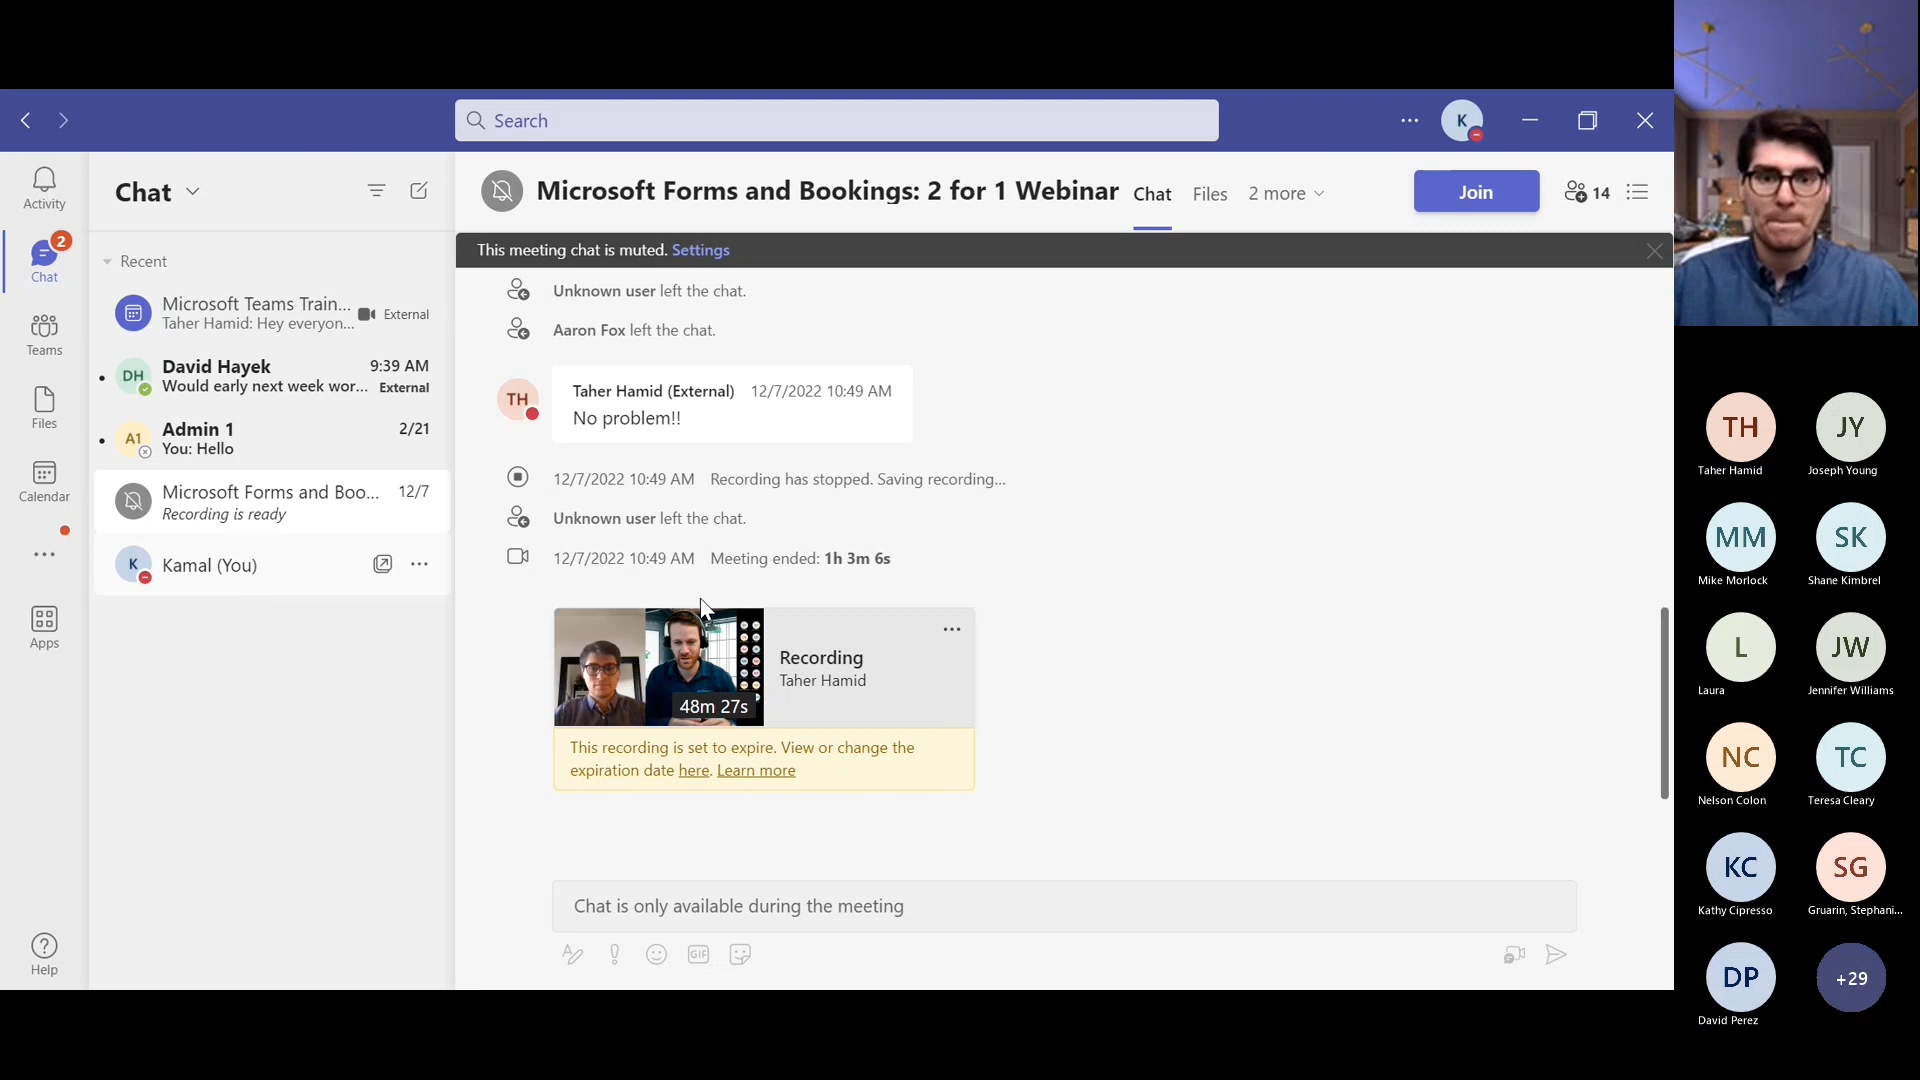 Search
K
Activity
2
Chat
Teams
Files
Calendar
Apps
Help
Chat
Recent
Microsoft Teams Train...
External
Taher Hamid: Hey everyon...
DH
David Hayek
9:39 AM
Would early next week wor...
External
A1
Admin 1
2/21
You: Hello
Microsoft Forms and Boo...
12/7
Recording is ready
K
Kamal (You)
Microsoft Forms and Bookings: 2 for 1 Webinar
Chat
Files
2 more
Join
14
This meeting chat is muted. Settings
Unknown user left the chat.
Aaron Fox left the chat.
TH
Taher Hamid (External) 12/7/2022 10:49 AM
No problem!!
12/7/2022 10:49 AM Recording has stopped. Saving recording...
Unknown user left the chat.
12/7/2022 10:49 AM Meeting ended: 1h 3m 6s
48m 27s
Recording
Taher Hamid
This recording is set to expire. View or change the
expiration date here. Learn more
Chat is only available during the meeting
GIF
TH
JY
Taher Hamid
Joseph Young
MM
SK
Mike Morlock
Shane Kimbrel
L
JW
Laura
Jennifer Williams
NC
TC
Nelson Colon
Teresa Cleary
KC
SG
Kathy Cipresso
Gruarin, Stephani...
DP
+29
David Perez